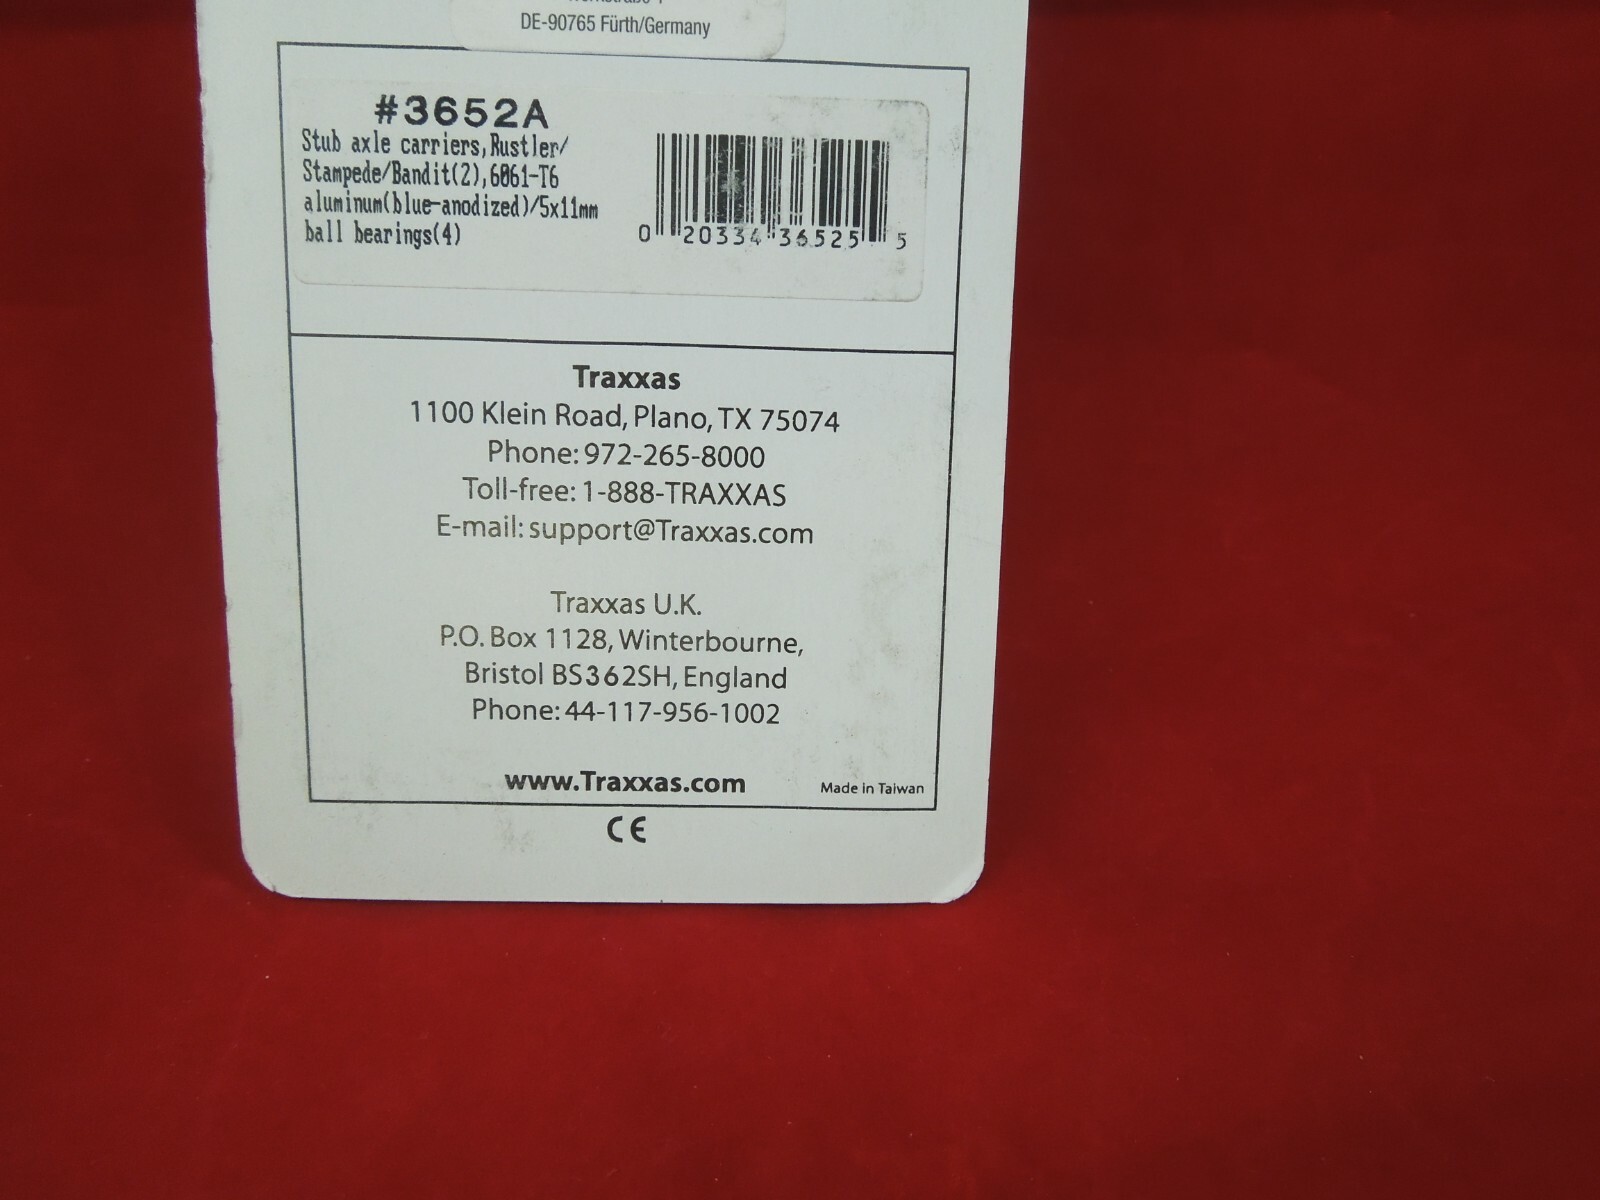 DE-90765 Fürth/Germany
#3652A
Stub axle carriers,Rustler/
Stampede/Bandit(2),6061-T6
aluminum(blue-anodized)/5x11mm
ball bearings(4)
0 20334 36525 5
Traxxas
1100 Klein Road, Plano, TX 75074
Phone: 972-265-8000
Toll-free: 1-888-TRAXXAS
E-mail: support@Traxxas.com
Traxxas U.K.
P.O. Box 1128, Winterbourne,
Bristol BS362SH, England
Phone: 44-117-956-1002
www.Traxxas.com
Made in Taiwan
CE